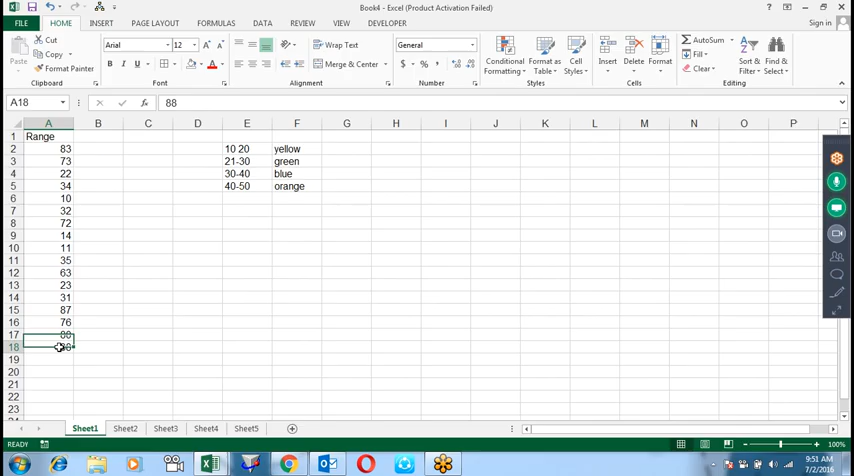 Book4 - Excel (Product Activation Failed)
FILE HOME INSERT PAGE LAYOUT FORMULAS DATA REVIEW VIEW DEVELOPER Sign in
Paste Cut Copy Format Painter Clipboard
Arial 12 B I U A A Font
Wrap Text Merge & Center Alignment
General $ % , Number
Conditional Formatting Format as Table Cell Styles Styles
Insert Delete Format Cells
AutoSum Fill Clear Sort & Filter Find & Select Editing
A18 fx 88
A B C D E F G H I J K L M N O P
1 Range
2 83 10 20 yellow
3 73 21-30 green
4 22 30-40 blue
5 34 40-50 orange
6 10
7 32
8 72
9 14
10 11
11 35
12 63
13 23
14 31
15 87
16 76
17
18
19
20
21
22
23
Sheet1 Sheet2 Sheet3 Sheet4 Sheet5
READY 100%
9:51 AM
7/2/2016